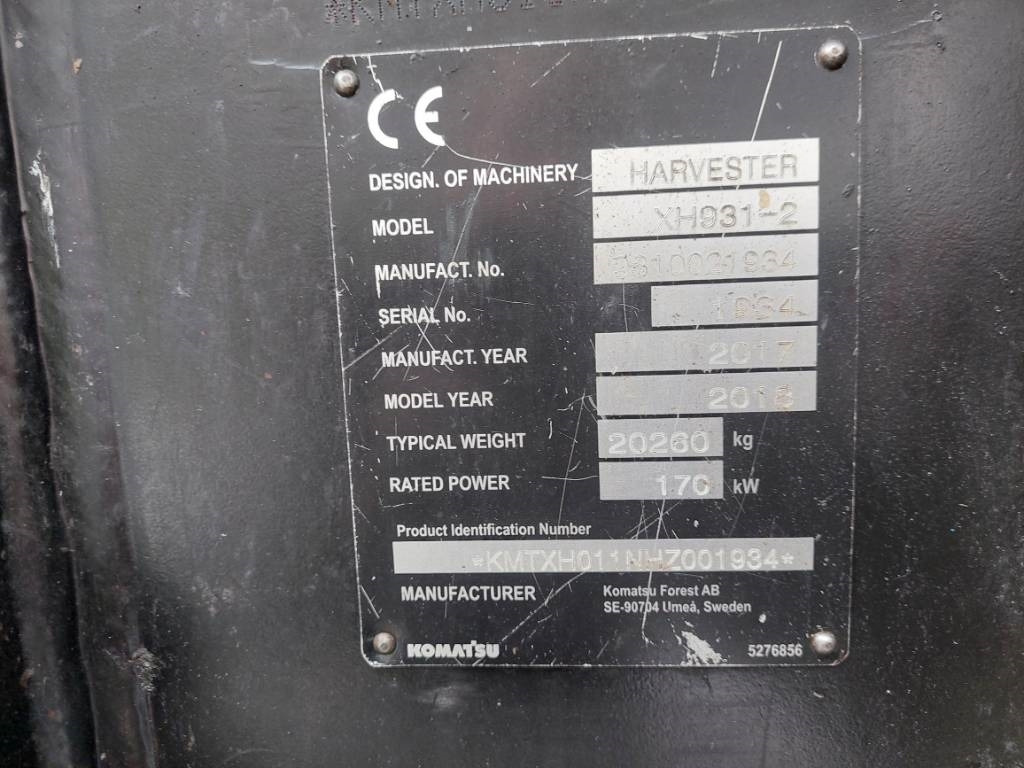 CE
DESIGN. OF MACHINERY HARVESTER
MODEL XH931-2
MANUFACT. No.
SERIAL No.
MANUFACT. YEAR 2017
MODEL YEAR 2018
TYPICAL WEIGHT 20260 kg
RATED POWER 170 kW
Product Identification Number
*KMTXH011NHZ001934*
MANUFACTURER Komatsu Forest AB
SE-90704 Umeå, Sweden
KOMATSU 5276856